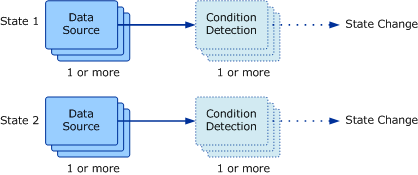 State 1
Data
Source
Condition
Detection
State Change
1 or more
1 or more
State 2
Data
Source
Condition
Detection
State Change
1 or more
1 or more